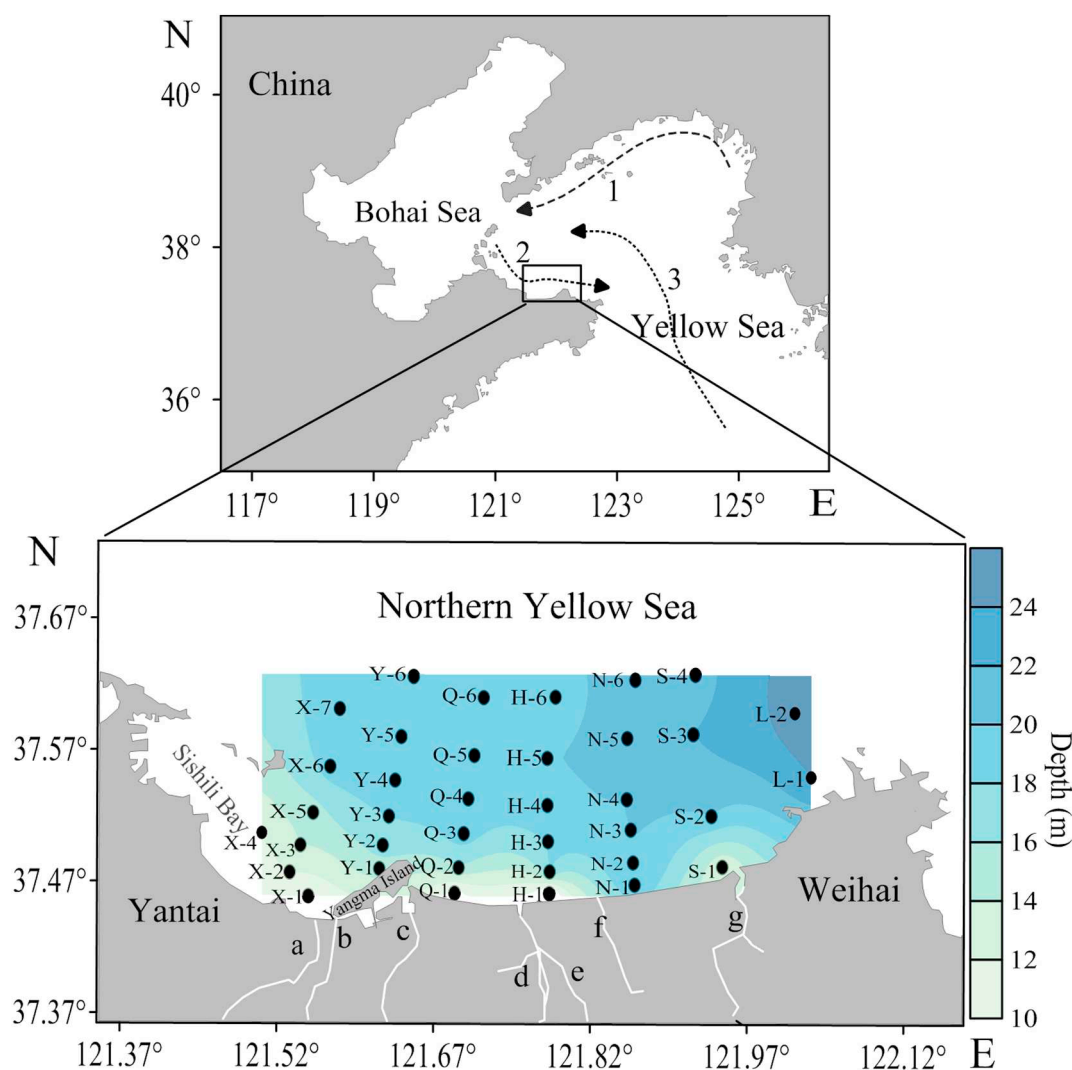 N
China
40°
1
Bohai Sea
38°
2
3
Yellow Sea
36°
117°
119°
121°
123°
125°
E
N
Northern Yellow Sea
37.67°
24
Y-6
N-6
S-4
Q-6
H-6
X-7
L-2
22
Y-5
N-5
S-3
37.57°
20
Q-5
H-5
X-6
L-1
Sishili Bay
Y-4
18
Q-4
H-4
N-4
X-5
Y-3
S-2
Depth (m)
X-4
Q-3
N-3
16
X-3
Y-2
H-3
X-2
Y-1
Q-2
H-2
N-2
S-1
37.47°
14
X-1
Yangma Island
Q-1
H-1
N-1
Weihai
Yantai
a
b
c
d
e
f
g
12
37.37°
10
121.37°
121.52°
121.67°
121.82°
121.97°
122.12°
E